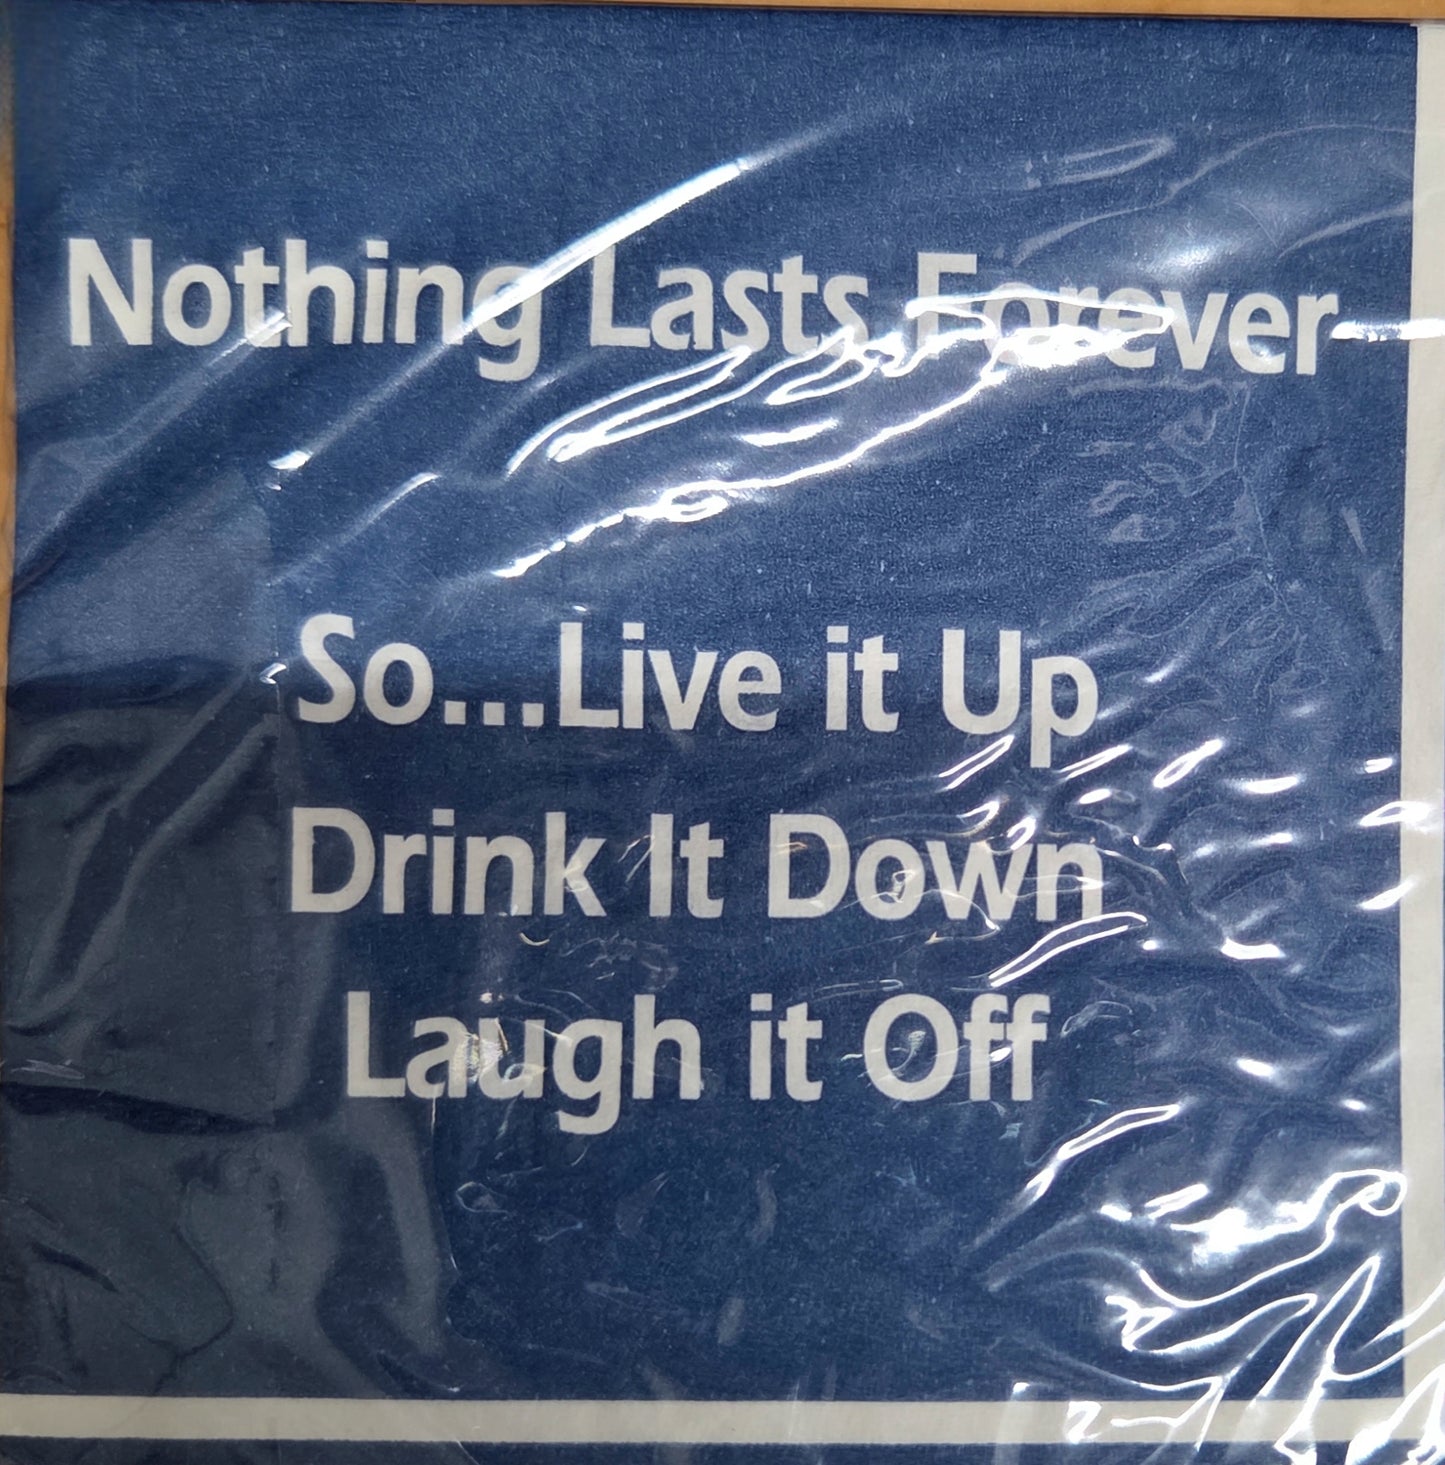 Nothing Lasts Forever
So...Live it Up
Drink It Down
Laugh it Off